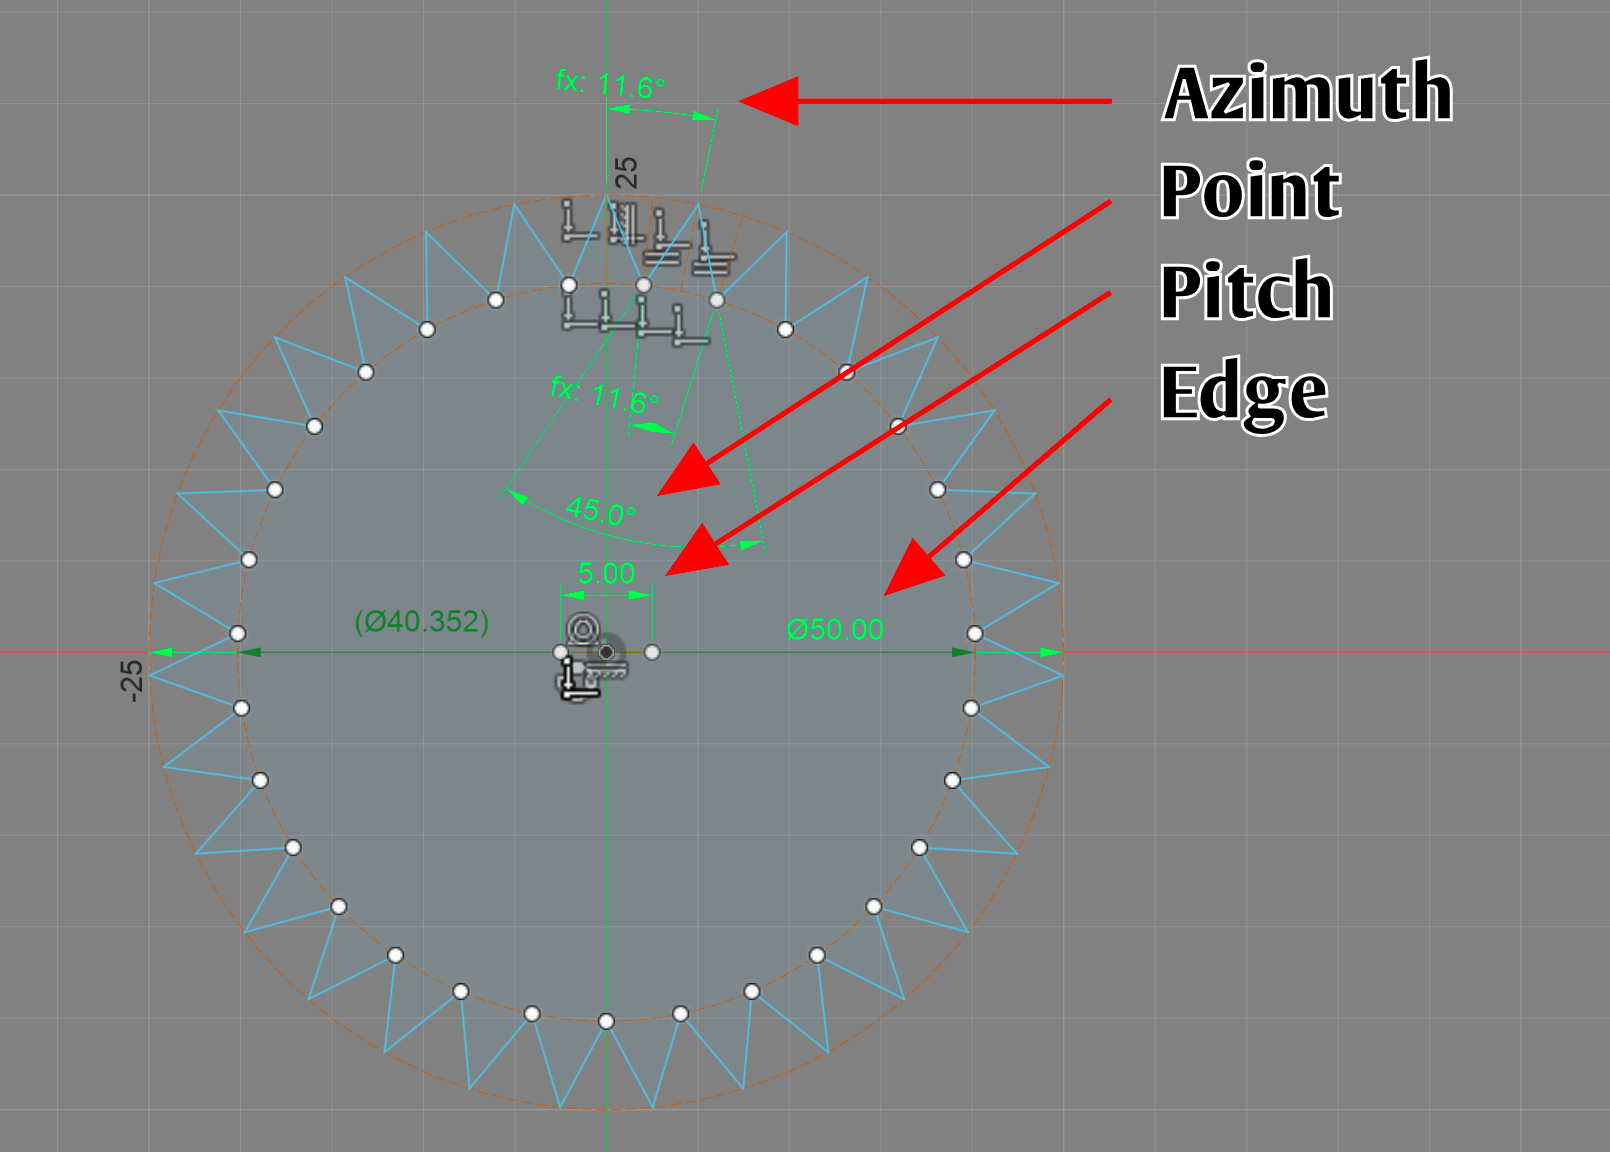 Azimuth
fx: 11.6°
25
Point
Pitch
Edge
fx: 11.6°
45.0°
5.00
(Ø40.352)
Ø50.00
-25